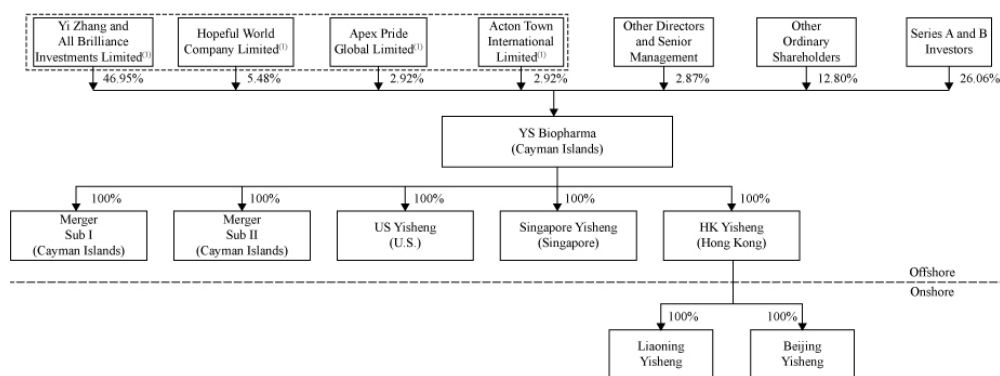 Yi Zhang and
All Brilliance
Investments Limited(1)
Hopeful World
Company Limited(1)
Apex Pride
Global Limited(1)
Acton Town
International
Limited(1)
Other Directors
and Senior
Management
Other
Ordinary
Shareholders
Series A and B
Investors
46.95%
5.48%
2.92%
2.92%
2.87%
12.80%
26.06%
YS Biopharma
(Cayman Islands)
100%
100%
100%
100%
100%
Merger
Sub I
(Cayman Islands)
Merger
Sub II
(Cayman Islands)
US Yisheng
(U.S.)
Singapore Yisheng
(Singapore)
HK Yisheng
(Hong Kong)
Offshore
Onshore
100%
100%
Liaoning
Yisheng
Beijing
Yisheng